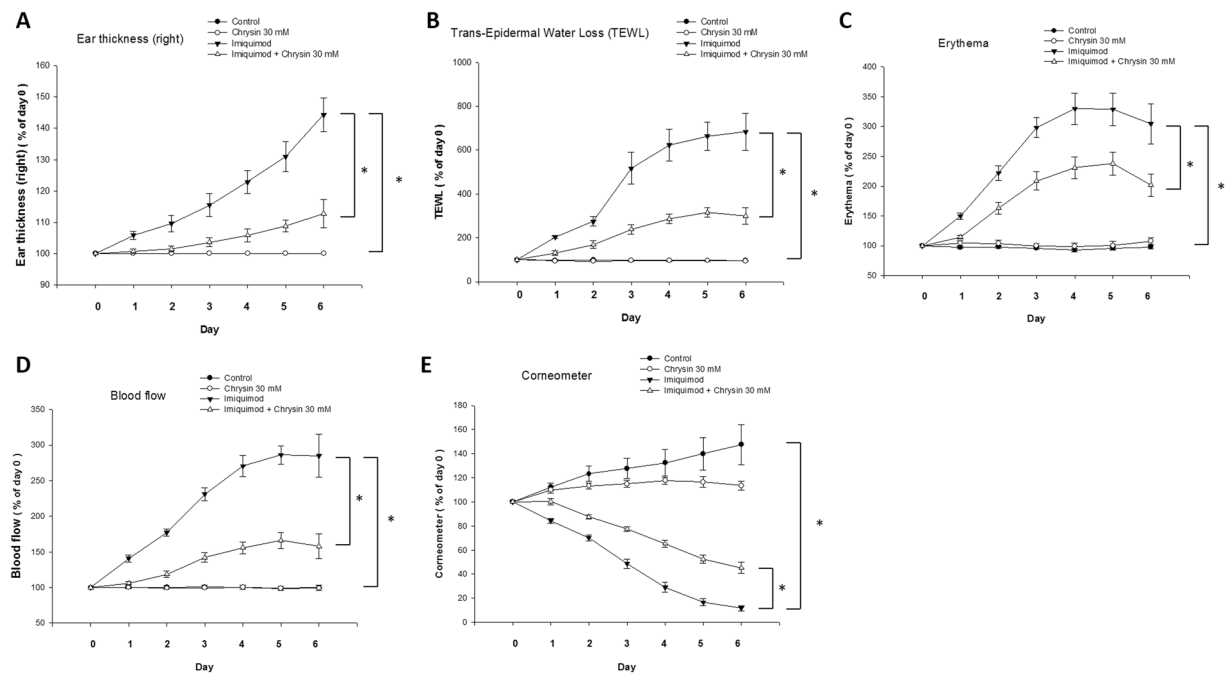 A
Ear thickness (right)
Control
Chrysin 30 mM
Imiquimod
Imiquimod + Chrysin 30 mM
Ear thickness (right) ( % of day 0 )
160
150
140
130
120
110
100
90
0 1 2 3 4 5 6
Day
*
*
B
Trans-Epidermal Water Loss (TEWL)
Control
Chrysin 30 mM
Imiquimod
Imiquimod + Chrysin 30 mM
TEWL ( % of day 0 )
1000
800
600
400
200
0
0 1 2 3 4 5 6
Day
*
*
C
Erythema
Control
Chrysin 30 mM
Imiquimod
Imiquimod + Chrysin 30 mM
Erythema ( % of day 0 )
400
350
300
250
200
150
100
50
0 1 2 3 4 5 6
Day
*
*
D
Blood flow
Control
Chrysin 30 mM
Imiquimod
Imiquimod + Chrysin 30 mM
Blood flow ( % of day 0 )
350
300
250
200
150
100
50
0 1 2 3 4 5 6
Day
*
*
E
Corneometer
Control
Chrysin 30 mM
Imiquimod
Imiquimod + Chrysin 30 mM
Corneometer ( % of day 0 )
180
160
140
120
100
80
60
40
20
0
0 1 2 3 4 5 6
Day
*
*